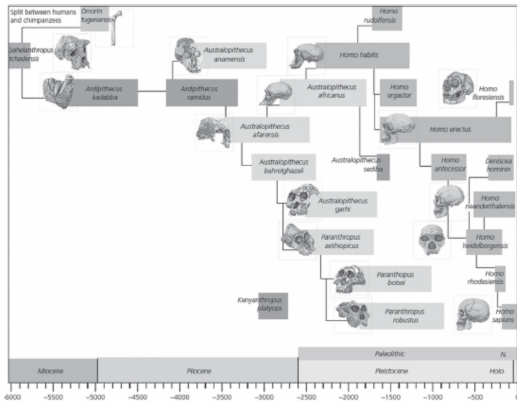 Split between humans
and chimpanzees
Orrorin
tugenensis
Sahelanthropus
tchadensis
Ardipithecus
kadabba
Ardipithecus
ramidus
Australopithecus
anamensis
Australopithecus
afarensis
Australopithecus
bahrelghazali
Australopithecus
garhi
Paranthropus
aethiopicus
Paranthopus
boisei
Paranthropus
robustus
Kenyanthropus
platyops
Australopithecus
africanus
Australopithecus
sediba
Homo
rudolfensis
Homo habilis
Homo
ergactor
Homo erectus
Homo
floresiensis
Homo
antecessor
Denisova
hominin
Homo
neanderthalensis
Homo
heidelbergensis
Homo
rhodesiensis
Homo
sapiens
Paleolithic
N.
Miocene
Pliocene
Pleistocene
Holo.
-6000
-5500
-5000
-4500
-4000
-3500
-3000
-2500
-2000
-1500
-1000
-500
0